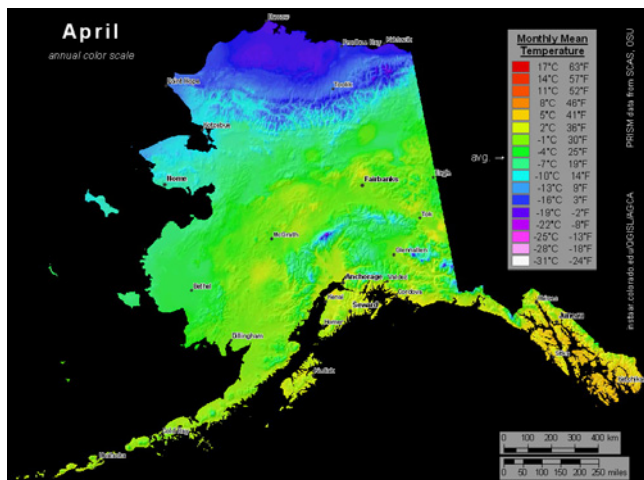 April
annual color scale
Barrow
Prudhoe Bay
Point Hope
Toolik
Kotzebue
Nome
Fairbanks
Eagle
Tok
McGrath
Glennallen
Bethel
Anchorage
Valdez
Kenai
Seward
Cordova
Homer
Dillingham
Kodiak
Cold Bay
Juneau
Sitka
Ketchikan
Monthly Mean
Temperature
17°C 63°F
14°C 57°F
11°C 52°F
8°C 46°F
5°C 41°F
2°C 36°F
-1°C 30°F
avg. → -4°C 25°F
-7°C 19°F
-10°C 14°F
-13°C 9°F
-16°C 3°F
-19°C -2°F
-22°C -8°F
-25°C -13°F
-28°C -18°F
-31°C -24°F
PRISM data from SCAS, OSU
instaar.colorado.edu/QGISL/AGCA
0 100 200 300 400 km
0 50 100 150 200 250
miles